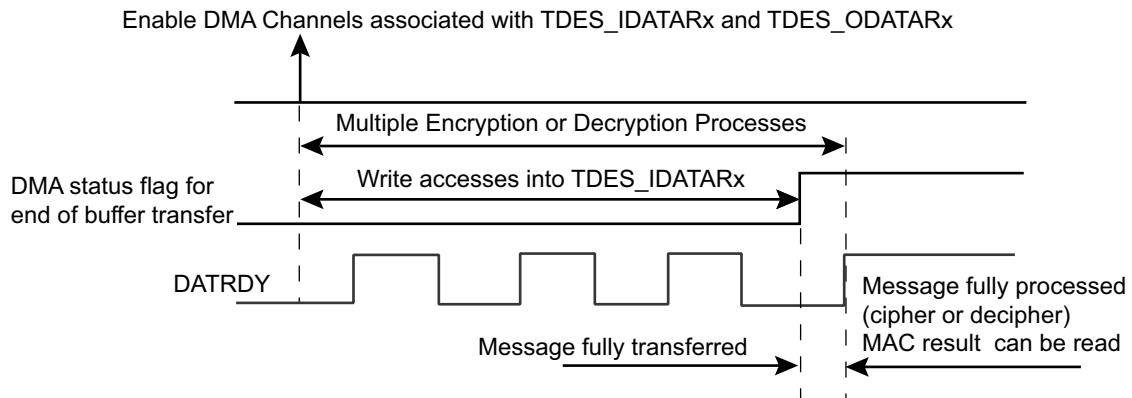 Enable DMA Channels associated with TDES_IDATARx and TDES_ODATARx
Multiple Encryption or Decryption Processes
Write accesses into TDES_IDATARx
DMA status flag for
end of buffer transfer
DATRDY
Message fully processed
(cipher or decipher)
MAC result can be read
Message fully transferred